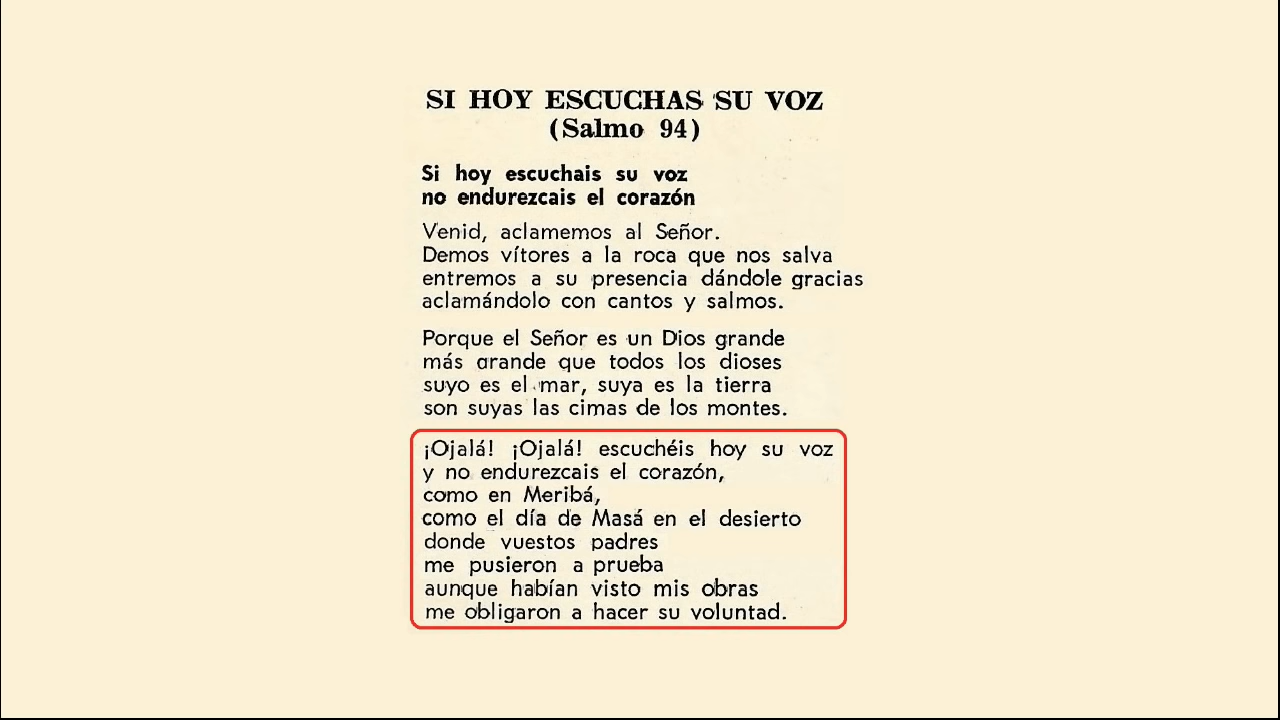 SI HOY ESCUCHAS SU VOZ
(Salmo 94)
Si hoy escuchais su voz
no endurezcais el corazón
Venid, aclamemos al Señor.
Demos vítores a la roca que nos salva
entremos a su presencia dándole gracias
aclamándolo con cantos y salmos.
Porque el Señor es un Dios grande
más grande que todos los dioses
suyo es el mar, suya es la tierra
son suyas las cimas de los montes.
¡Ojalá! ¡Ojalá! escuchéis hoy su voz
y no endurezcais el corazón,
como en Meribá,
como el día de Masá en el desierto
donde vuestos padres
me pusieron a prueba
aunque habían visto mis obras
me obligaron a hacer su voluntad.